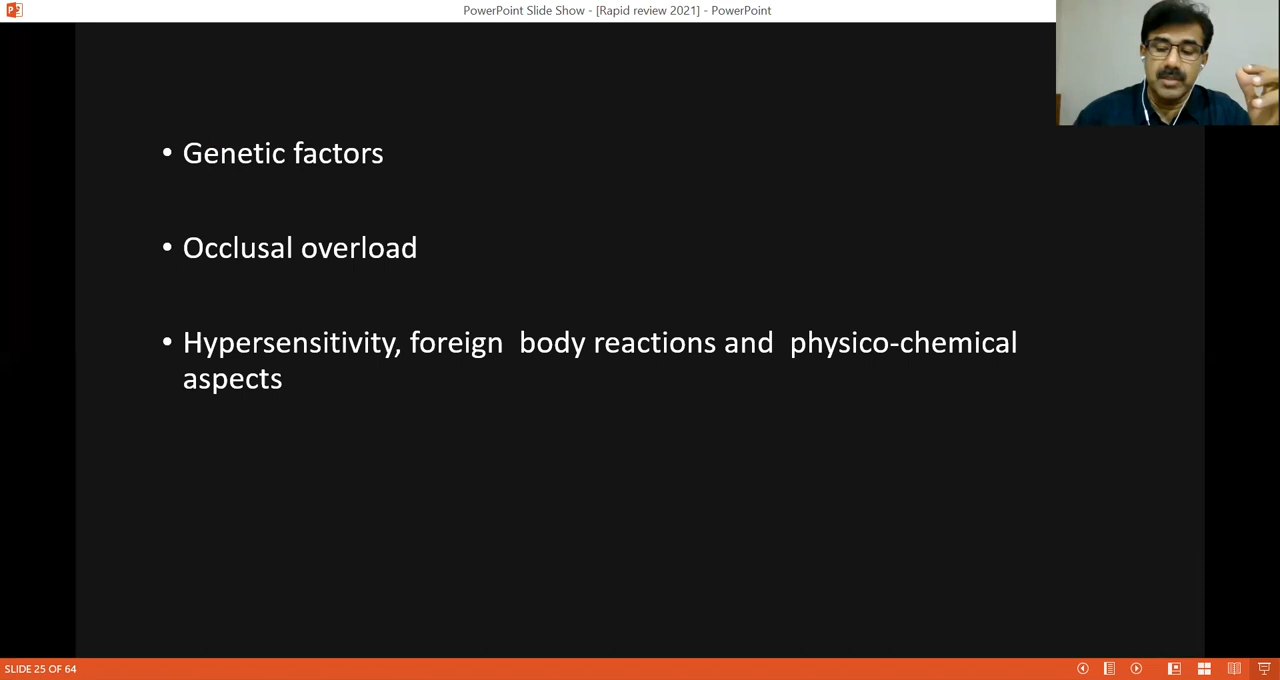 PowerPoint Slide Show - [Rapid review 2021] - PowerPoint
• Genetic factors
• Occlusal overload
• Hypersensitivity, foreign  body reactions and  physico-chemical
aspects
SLIDE 25 OF 64